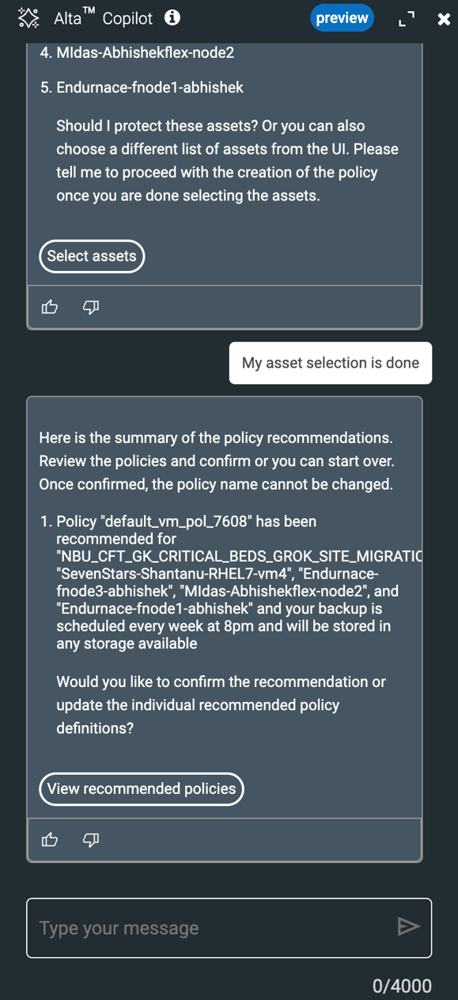 Alta™ Copilot
preview
4. MIdas-Abhishekflex-node2
5. Endurnace-fnode1-abhishek
Should I protect these assets? Or you can also
choose a different list of assets from the UI. Please
tell me to proceed with the creation of the policy
once you are done selecting the assets.
Select assets
My asset selection is done
Here is the summary of the policy recommendations.
Review the policies and confirm or you can start over.
Once confirmed, the policy name cannot be changed.
1. Policy "default_vm_pol_7608" has been
recommended for
"NBU_CFT_GK_CRITICAL_BEDS_GROK_SITE_MIGRATIC
"SevenStars-Shantanu-RHEL7-vm4", "Endurnace-
fnode3-abhishek", "MIdas-Abhishekflex-node2", and
"Endurnace-fnode1-abhishek" and your backup is
scheduled every week at 8pm and will be stored in
any storage available
Would you like to confirm the recommendation or
update the individual recommended policy
definitions?
View recommended policies
Type your message
0/4000